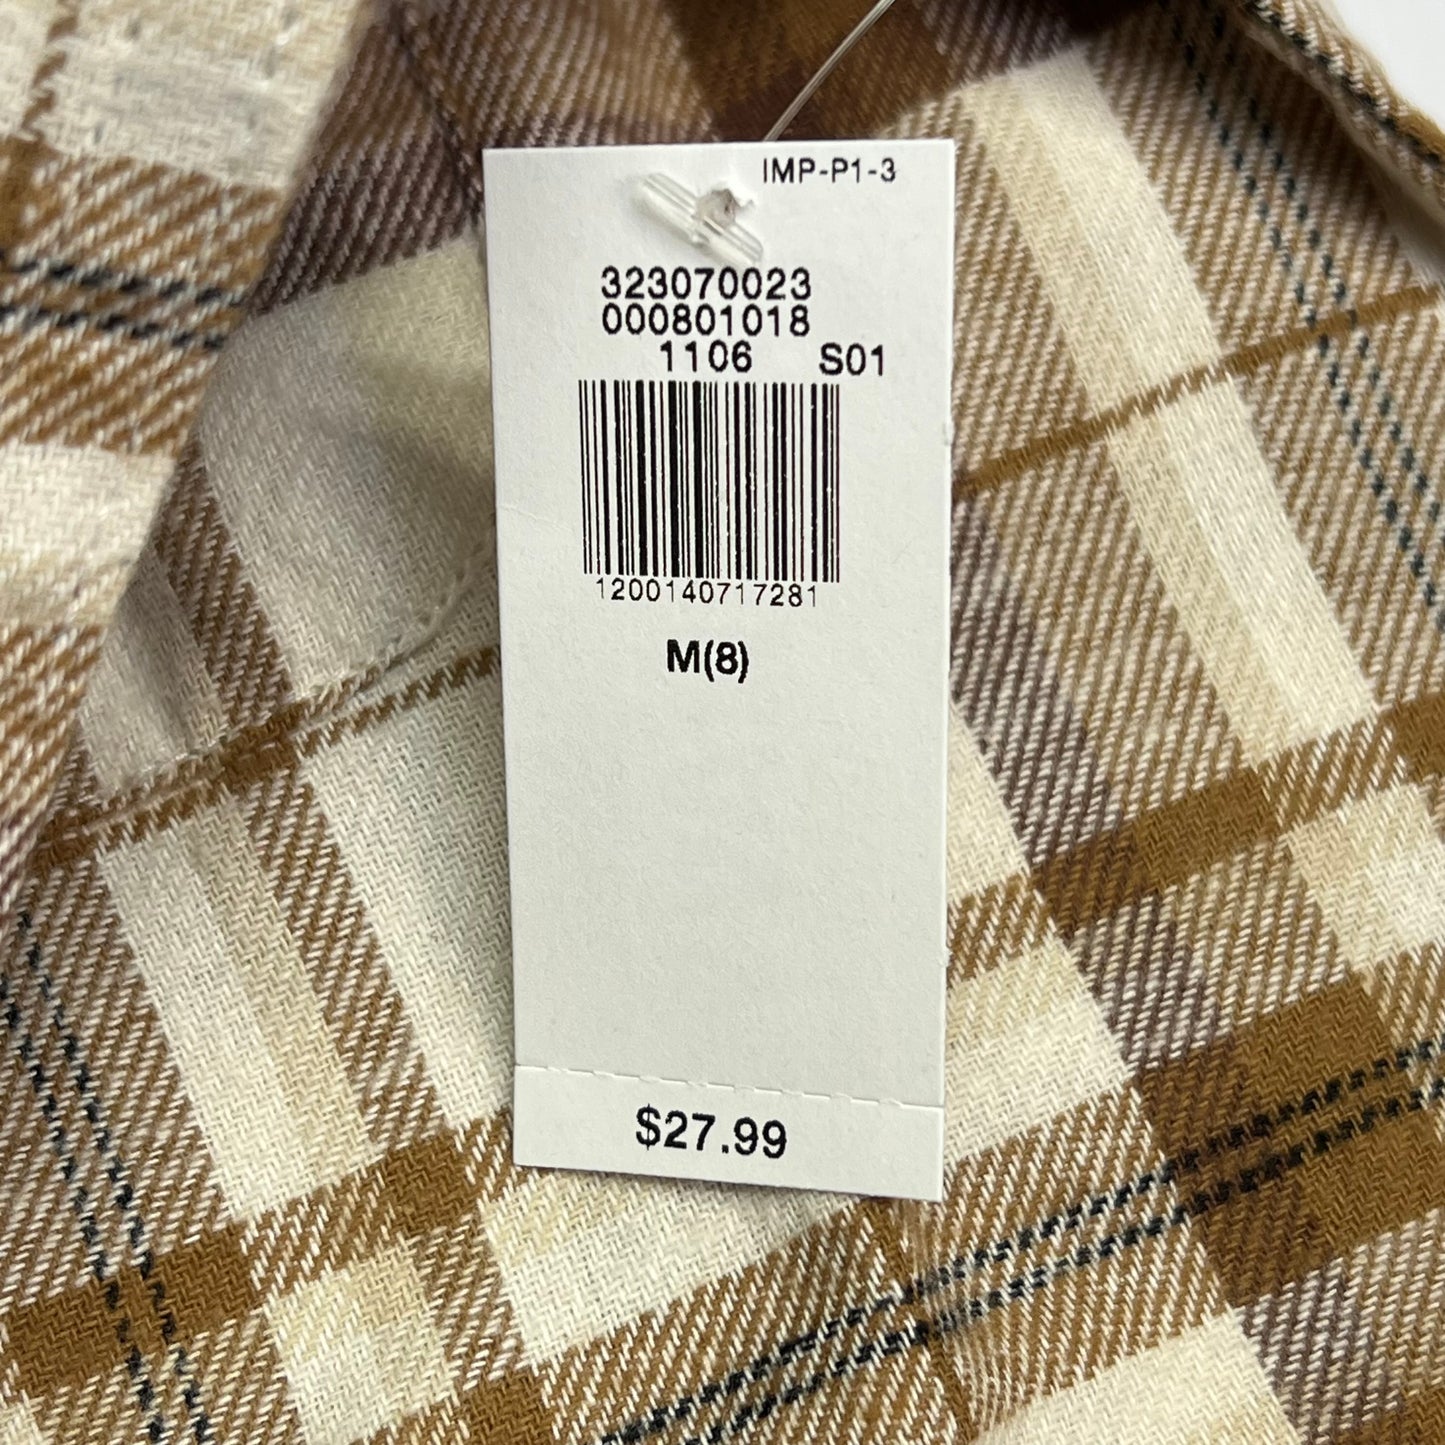 IMP-P1-3
323070023
000801018
1106 S01
1200140717281
M(8)
$27.99